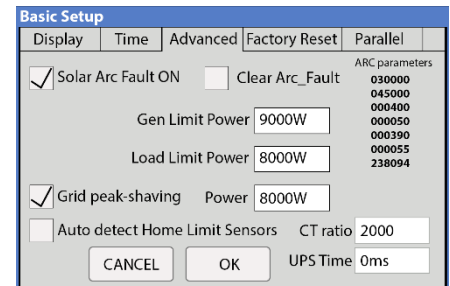 Basic Setup
Display Time Advanced Factory Reset Parallel
Solar Arc Fault ON Clear Arc_Fault
ARC parameters
030000
045000
000400
000050
000390
000055
238094
Gen Limit Power 9000W
Load Limit Power 8000W
Grid peak-shaving Power 8000W
Auto detect Home Limit Sensors CT ratio 2000
CANCEL OK UPS Time 0ms